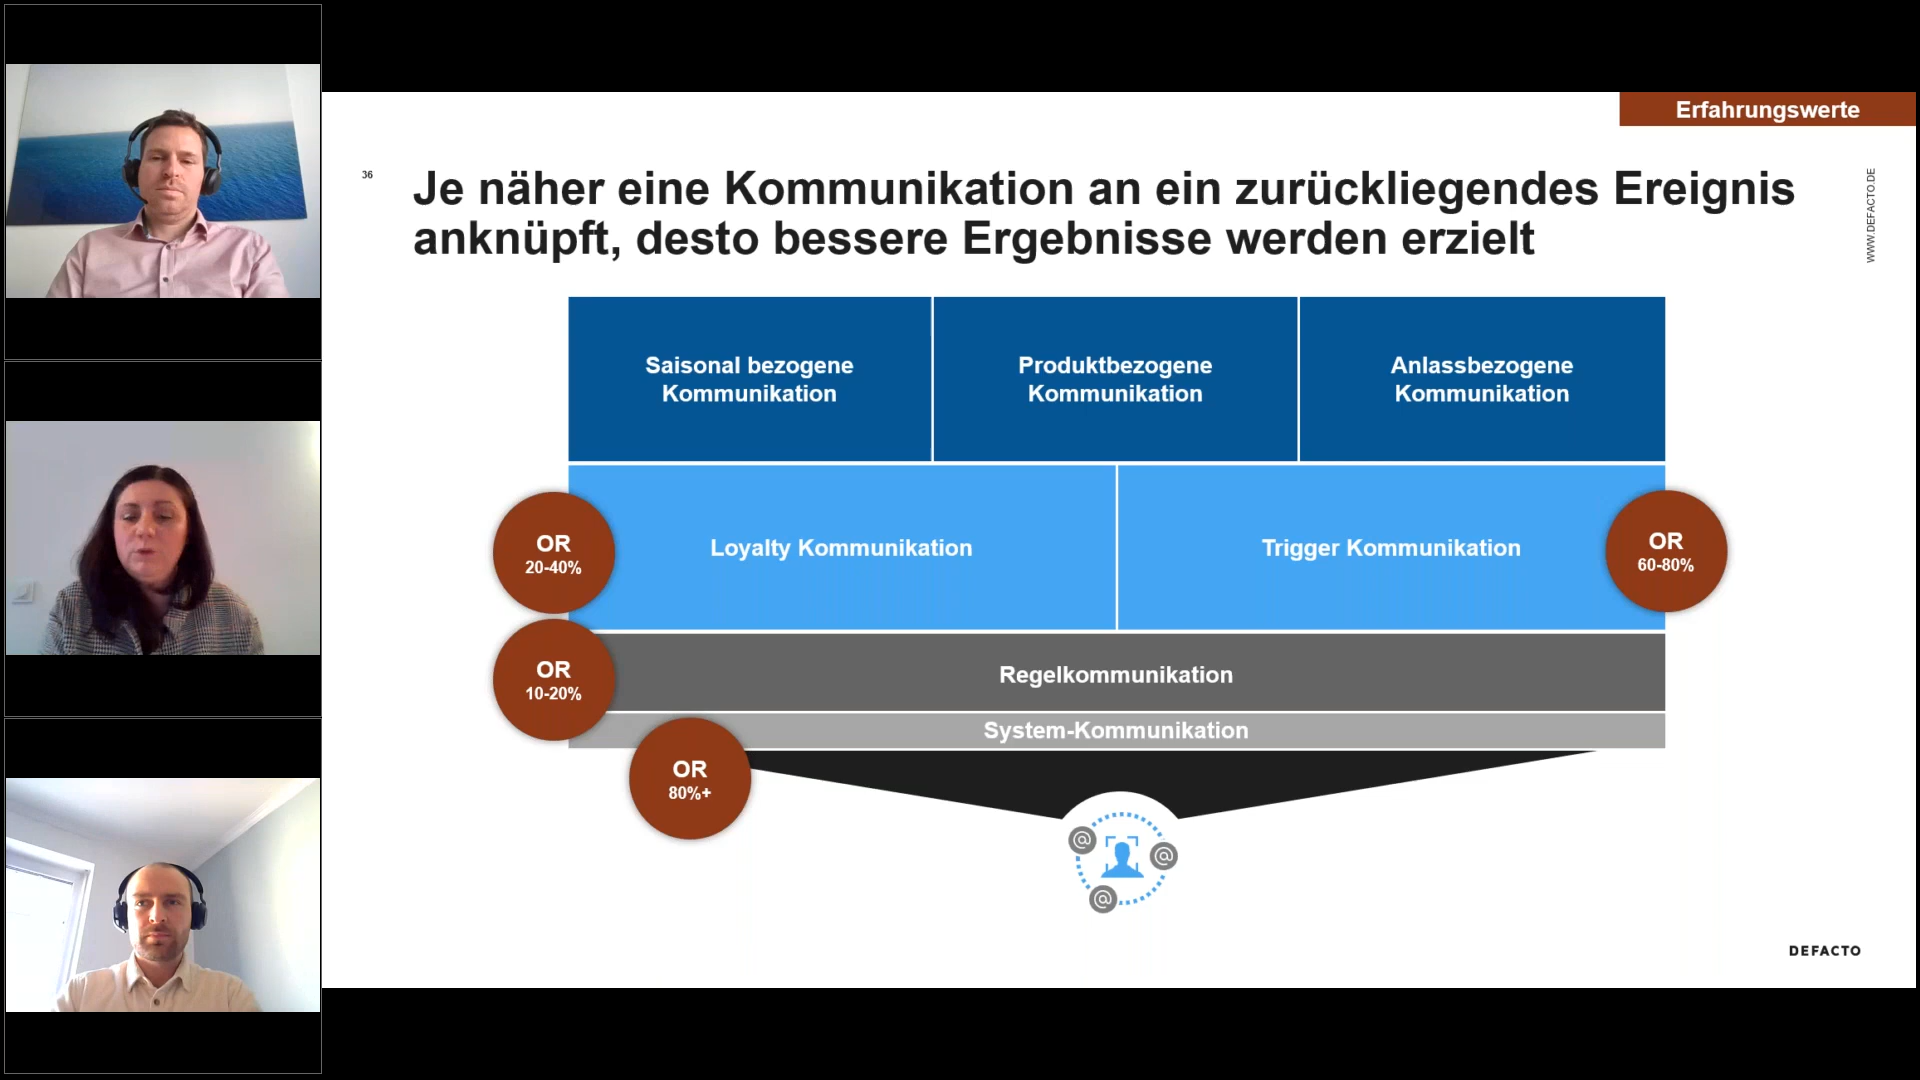 Erfahrungswerte
36
Je näher eine Kommunikation an ein zurückliegendes Ereignis
anknüpft, desto bessere Ergebnisse werden erzielt
WWW.DEFACTO.DE
Saisonal bezogene
Kommunikation
Produktbezogene
Kommunikation
Anlassbezogene
Kommunikation
OR
20-40%
Loyalty Kommunikation
Trigger Kommunikation
OR
60-80%
OR
10-20%
Regelkommunikation
System-Kommunikation
OR
80%+
@
@
@
DEFACTO